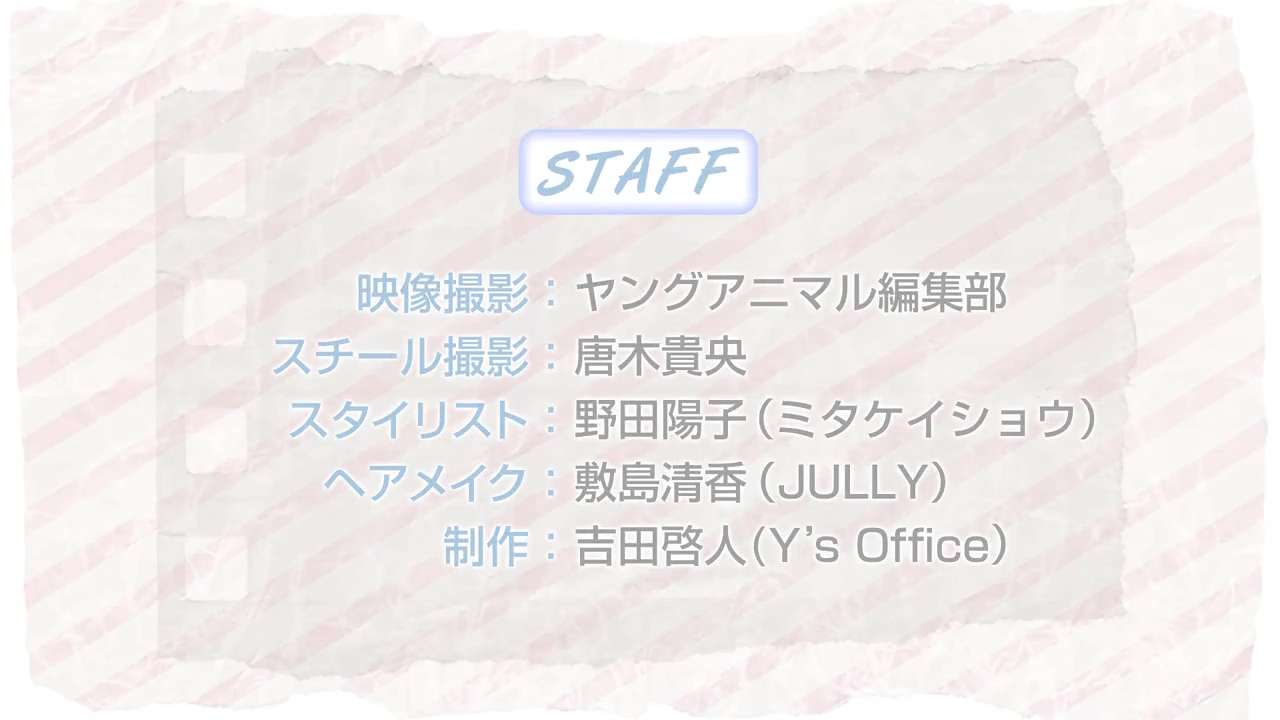 STAFF
映像撮影：ヤングアニマル編集部
スチール撮影：唐木貴央
スタイリスト：野田陽子（ミタケイショウ）
ヘアメイク：敷島清香（JULLY）
制作：吉田啓人(Y’s Office）